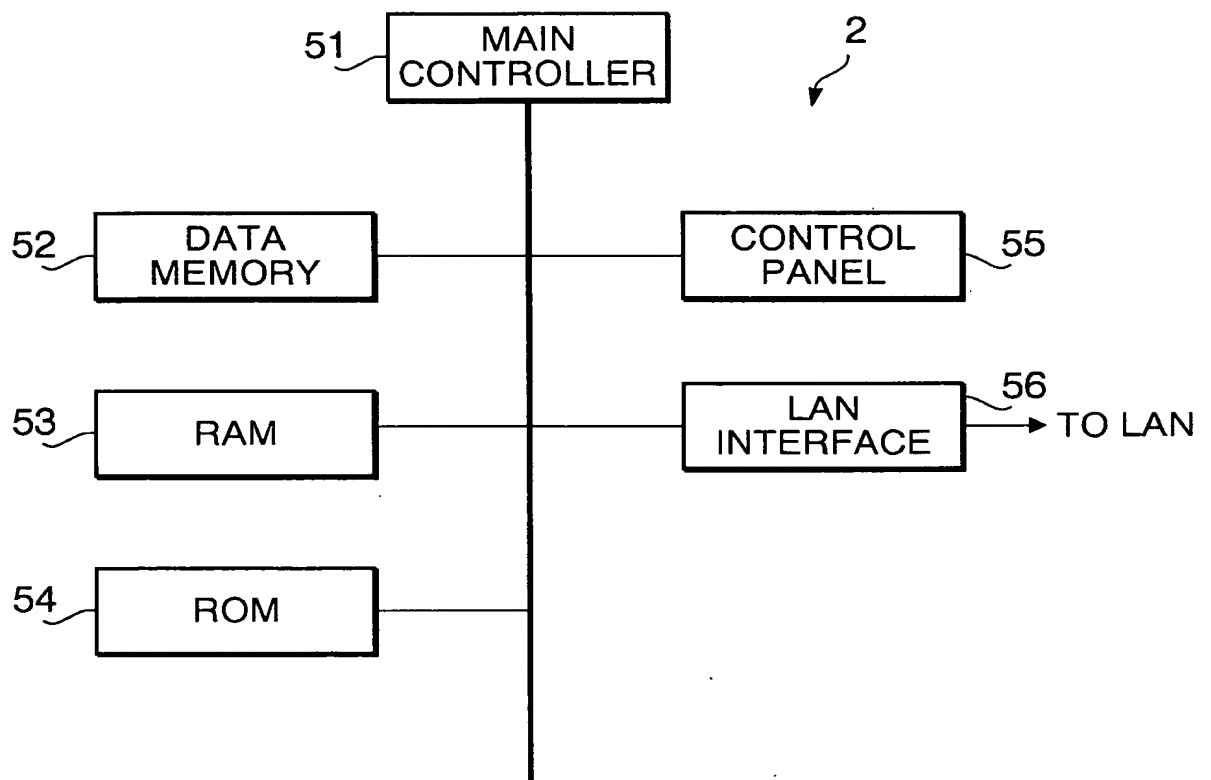 51
MAIN
CONTROLLER
2
52
DATA
MEMORY
CONTROL
PANEL
55
53
RAM
LAN
INTERFACE
56
TO LAN
54
ROM